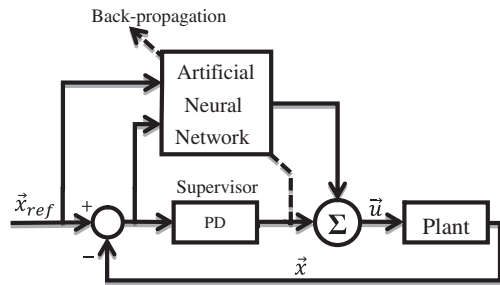 Back-propagation
Artificial
Neural
Network
Supervisor
PD
x⃗ref
+
−
Σ
u⃗
Plant
x⃗